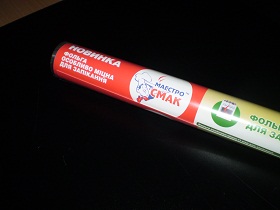 НОВИНКА
ФОЛЬГА
ОСОБЛИВО МІЦНА
ДЛЯ ЗАПІКАННЯ
МАЕСТРО
СМАК
ФОЛЬ
ДЛЯ ЗА